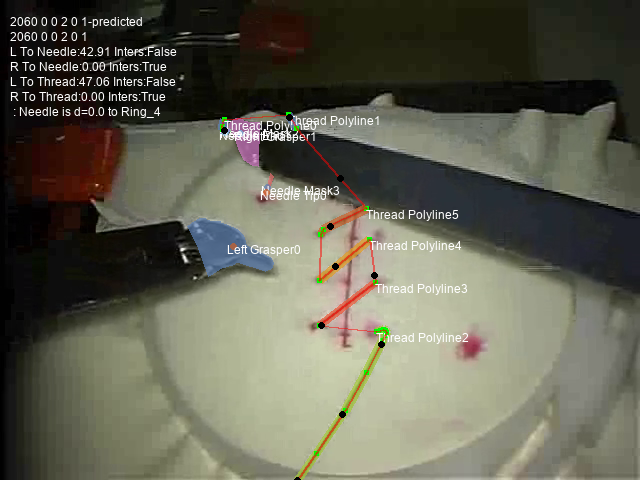 2060 0 0 2 0 1-predicted
2060 0 0 2 0 1
L To Needle:42.91 Inters:False
R To Needle:0.00 Inters:True
L To Thread:47.06 Inters:False
R To Thread:0.00 Inters:True
: Needle is d=0.0 to Ring_4
Thread Polyline1
Needle Mask3
Needle Tip0
Thread Polyline5
Left Grasper0
Thread Polyline4
Thread Polyline3
Thread Polyline2